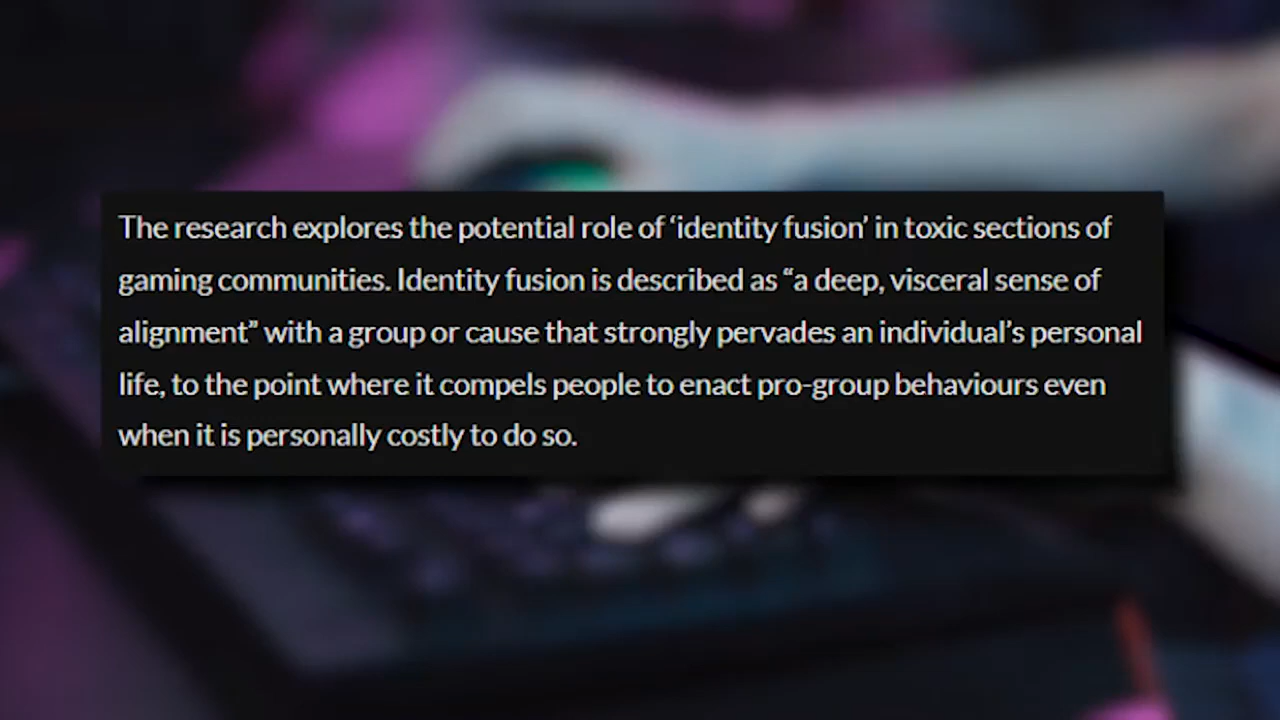 The research explores the potential role of ‘identity fusion’ in toxic sections of
gaming communities. Identity fusion is described as “a deep, visceral sense of
alignment” with a group or cause that strongly pervades an individual’s personal
life, to the point where it compels people to enact pro-group behaviours even
when it is personally costly to do so.